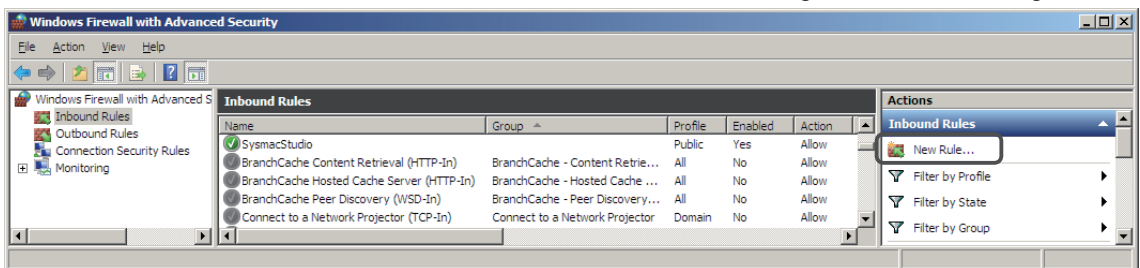 Windows Firewall with Advanced Security
File Action View Help
Windows Firewall with Advanced S
Inbound Rules
Outbound Rules
Connection Security Rules
Monitoring
Inbound Rules
Name Group Profile Enabled Action
SysmacStudio Public Yes Allow
BranchCache Content Retrieval (HTTP-In) BranchCache - Content Retrie... All No Allow
BranchCache Hosted Cache Server (HTTP-In) BranchCache - Hosted Cache ... All No Allow
BranchCache Peer Discovery (WSD-In) BranchCache - Peer Discovery... All No Allow
Connect to a Network Projector (TCP-In) Connect to a Network Projector Domain No Allow
Actions
Inbound Rules
New Rule...
Filter by Profile
Filter by State
Filter by Group